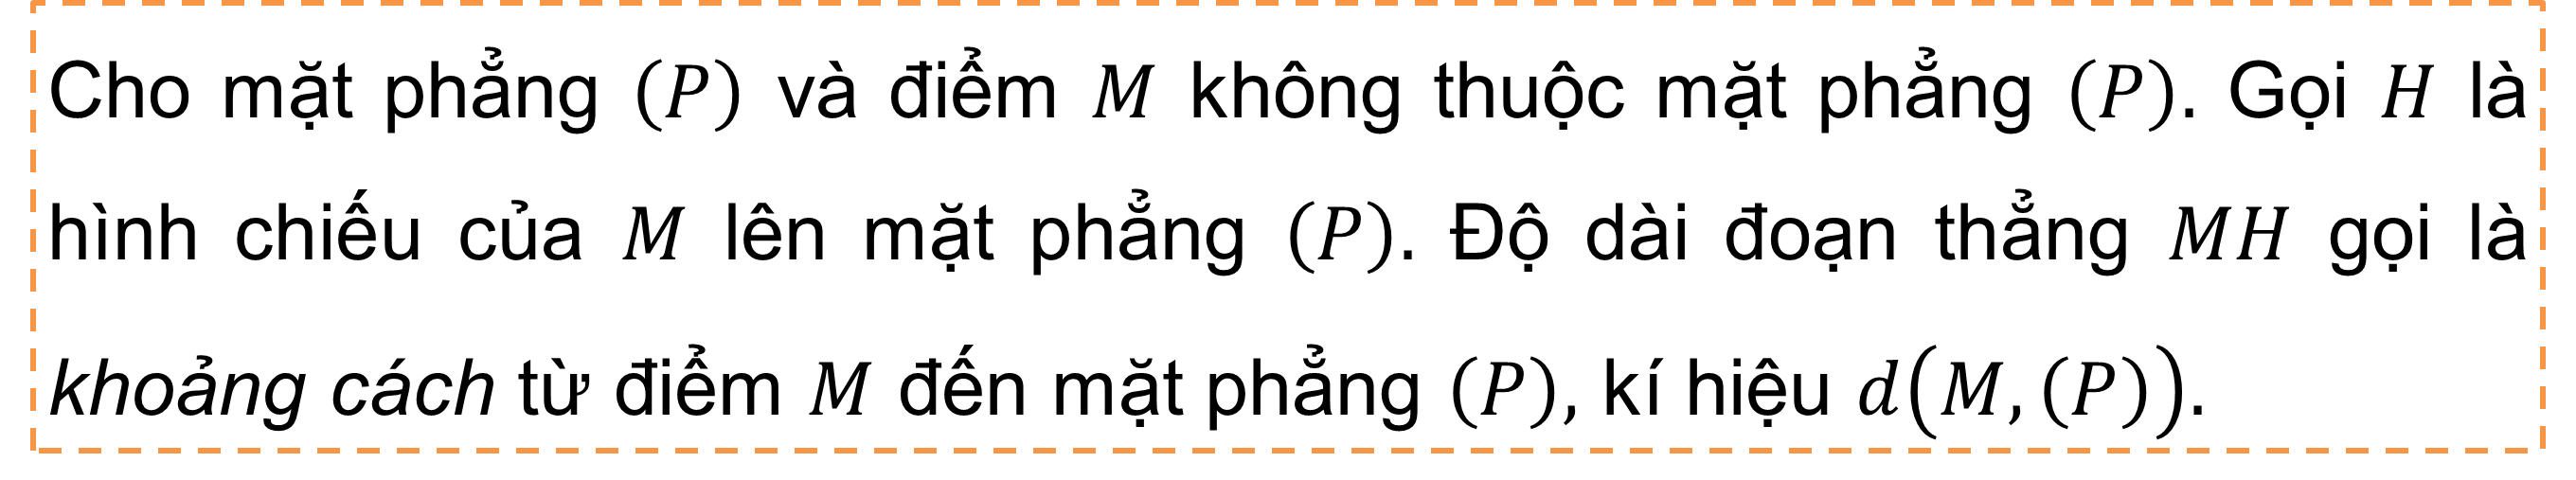 Cho mặt phẳng (P) và điểm M không thuộc mặt phẳng (P). Gọi H là
hình chiếu của M lên mặt phẳng (P). Độ dài đoạn thẳng MH gọi là
khoảng cách từ điểm M đến mặt phẳng (P), kí hiệu d(M, (P)).